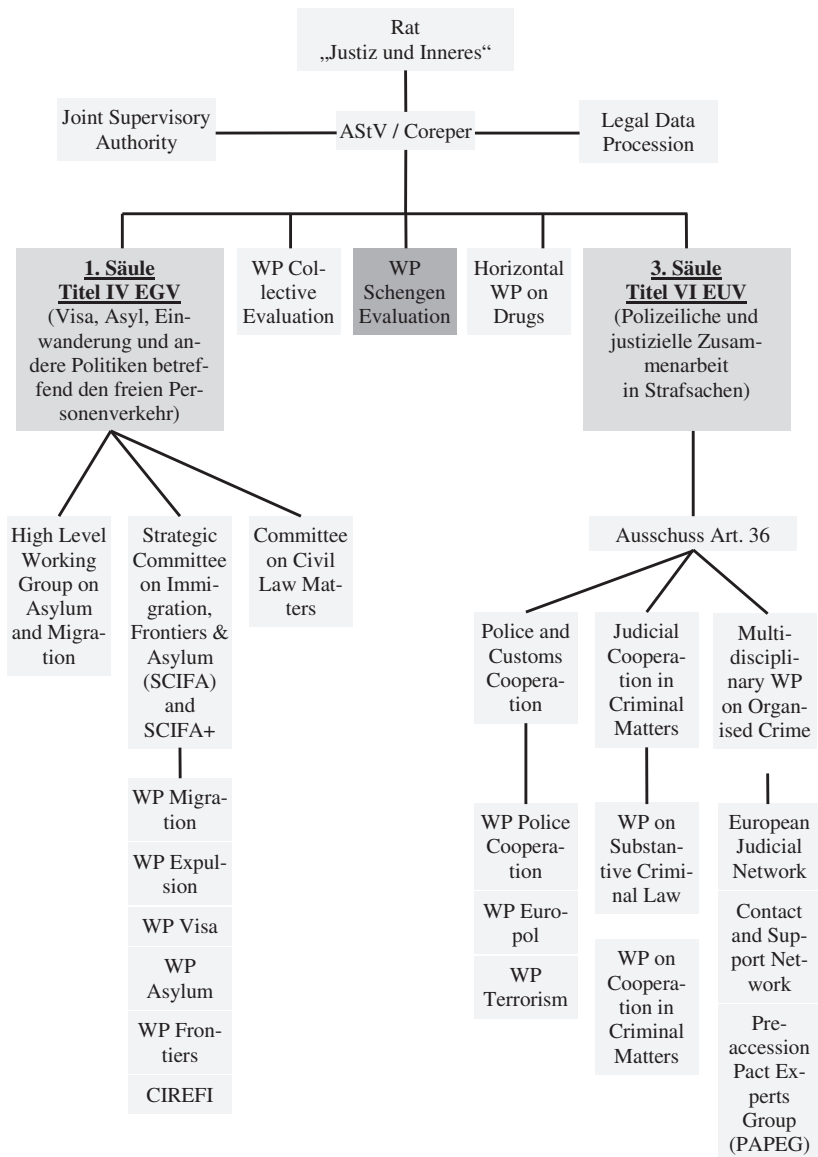 Rat
„Justiz und Inneres“
Joint Supervisory
Authority
AStV / Coreper
Legal Data
Procession
1. Säule
Titel IV EGV
(Visa, Asyl, Ein-
wanderung und an-
dere Politiken betref-
fend den freien Per-
sonenverkehr)
WP Col-
lective
Evaluation
WP
Schengen
Evaluation
Horizontal
WP on
Drugs
3. Säule
Titel VI EUV
(Polizeiliche und
justizielle Zusam-
menarbeit
in Strafsachen)
High Level
Working
Group on
Asylum
and Migra-
tion
Strategic
Committee
on Immi-
gration,
Frontiers &
Asylum
(SCIFA)
and
SCIFA+
Committee
on Civil
Law Mat-
ters
WP Migra-
tion
WP Expul-
sion
WP Visa
WP
Asylum
WP Fron-
tiers
CIREFI
Ausschuss Art. 36
Police and
Customs
Coopera-
tion
Judicial
Coopera-
tion in
Criminal
Matters
Multi-
discipli-
nary WP
on Organ-
ised Crime
WP Police
Coopera-
tion
WP Euro-
pol
WP
Terrorism
WP on
Substan-
tive Crimi-
nal Law
WP on
Coopera-
tion in
Criminal
Matters
European
Judicial
Network
Contact
and Sup-
port Net-
work
Pre-
accession
Pact Ex-
perts
Group
(PAPEG)